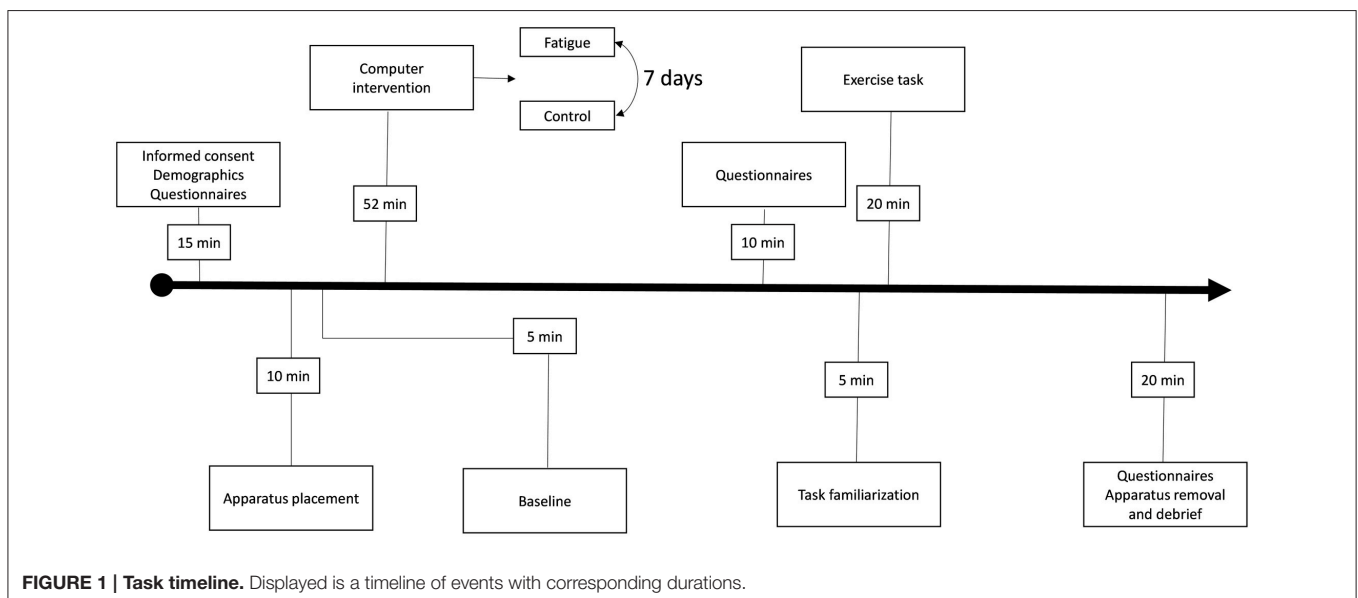 Fatigue
Computer
intervention
7 days
Exercise task
Control
Informed consent
Demographics
Questionnaires
Questionnaires
52 min
20 min
15 min
10 min
5 min
10 min
5 min
20 min
Apparatus placement
Baseline
Task familiarization
Questionnaires
Apparatus removal
and debrief
FIGURE 1 | Task timeline. Displayed is a timeline of events with corresponding durations.